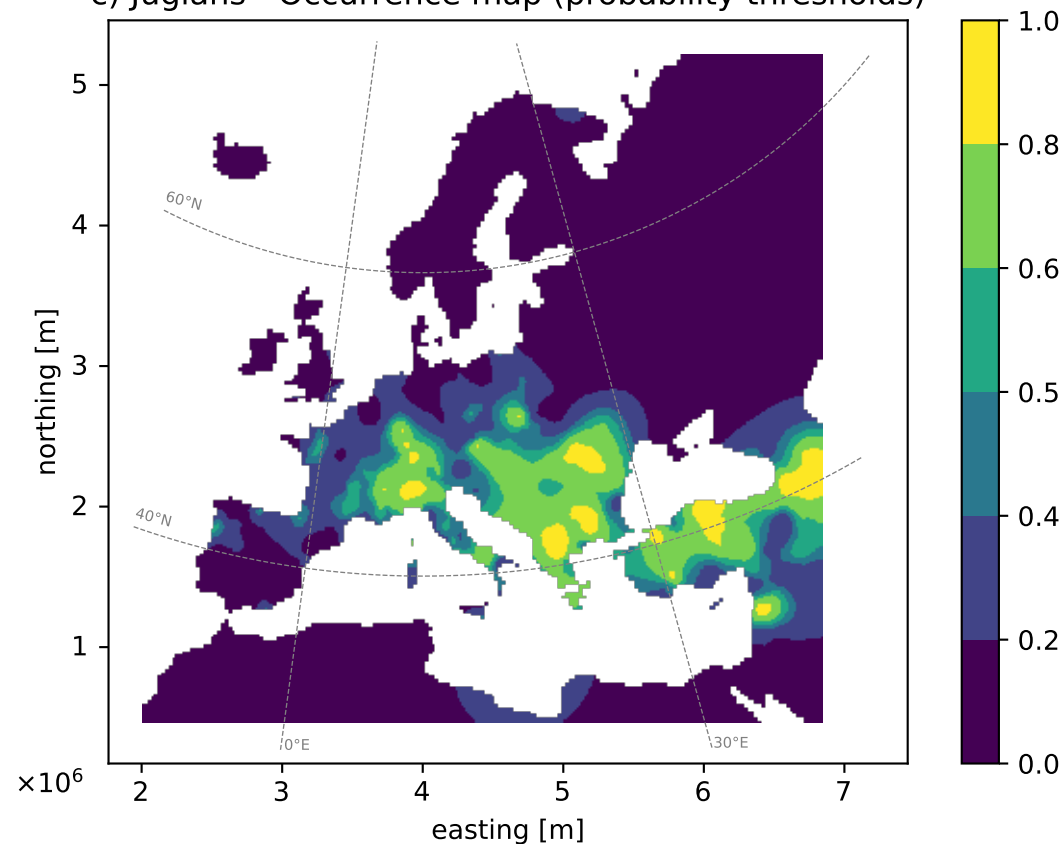 c) Juglans - Occurrence map (probability thresholds)
5
4
3
2
1
northing [m]
60°N
40°N
0°E
30°E
×10⁶
2
3
4
5
6
7
easting [m]
1.0
0.8
0.6
0.5
0.4
0.2
0.0